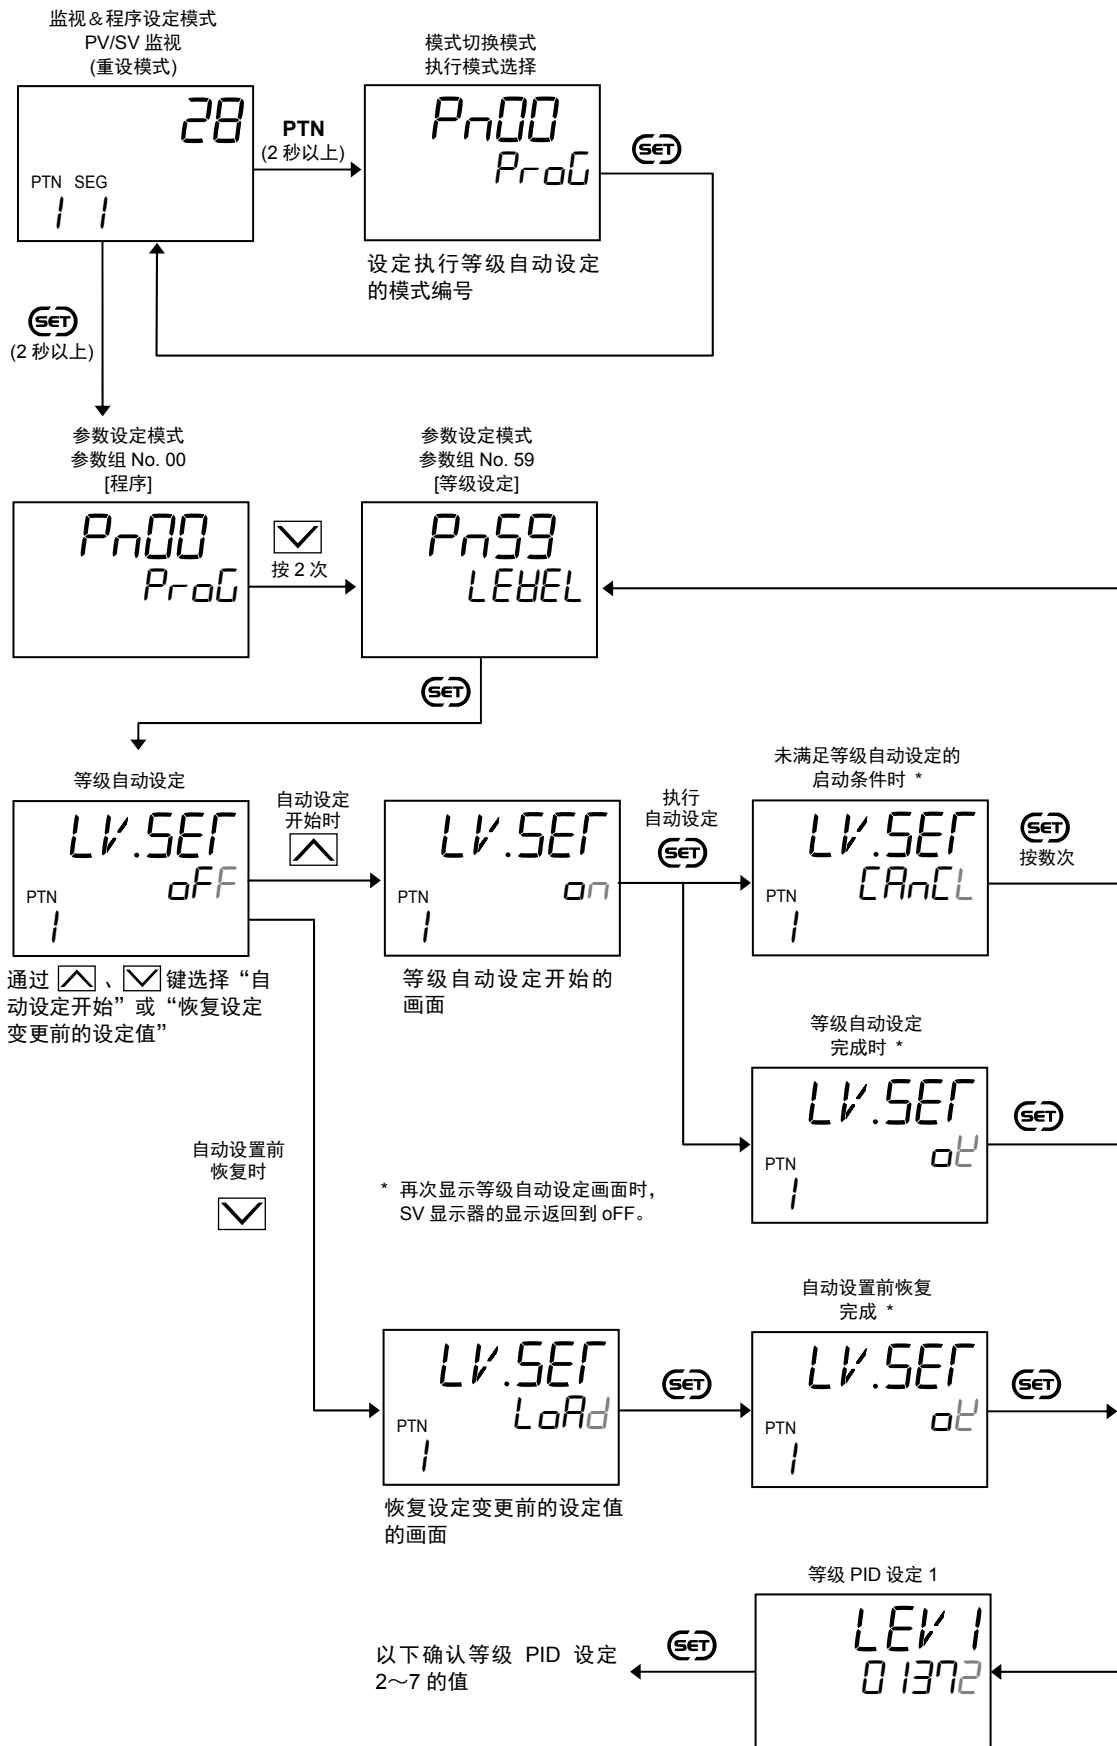 监视＆程序设定模式
PV/SV 监视
(重设模式)
28
PTN SEG
1 1
PTN
(2 秒以上)
模式切换模式
执行模式选择
Pn00
ProG
SET
设定执行等级自动设定
的模式编号
SET
(2 秒以上)
参数设定模式
参数组 No. 00
[程序]
Pn00
ProG
按 2 次
参数设定模式
参数组 No. 59
[等级设定]
Pn59
LEVEL
SET
等级自动设定
LV.SET
oFF
PTN
1
通过 、 键选择“自
动设定开始”或“恢复设定
变更前的设定值”
自动设定
开始时
LV.SET
on
PTN
1
等级自动设定开始的
画面
执行
自动设定
SET
未满足等级自动设定的
启动条件时 *
LV.SET
CAnCL
PTN
1
SET
按数次
等级自动设定
完成时 *
LV.SET
oK
PTN
1
SET
自动设置前
恢复时
* 再次显示等级自动设定画面时，
SV 显示器的显示返回到 oFF。
LV.SET
LoAd
PTN
1
恢复设定变更前的设定值
的画面
SET
自动设置前恢复
完成 *
LV.SET
oK
PTN
1
SET
等级 PID 设定 1
LEV 1
01372
SET
以下确认等级 PID 设定
2～7 的值